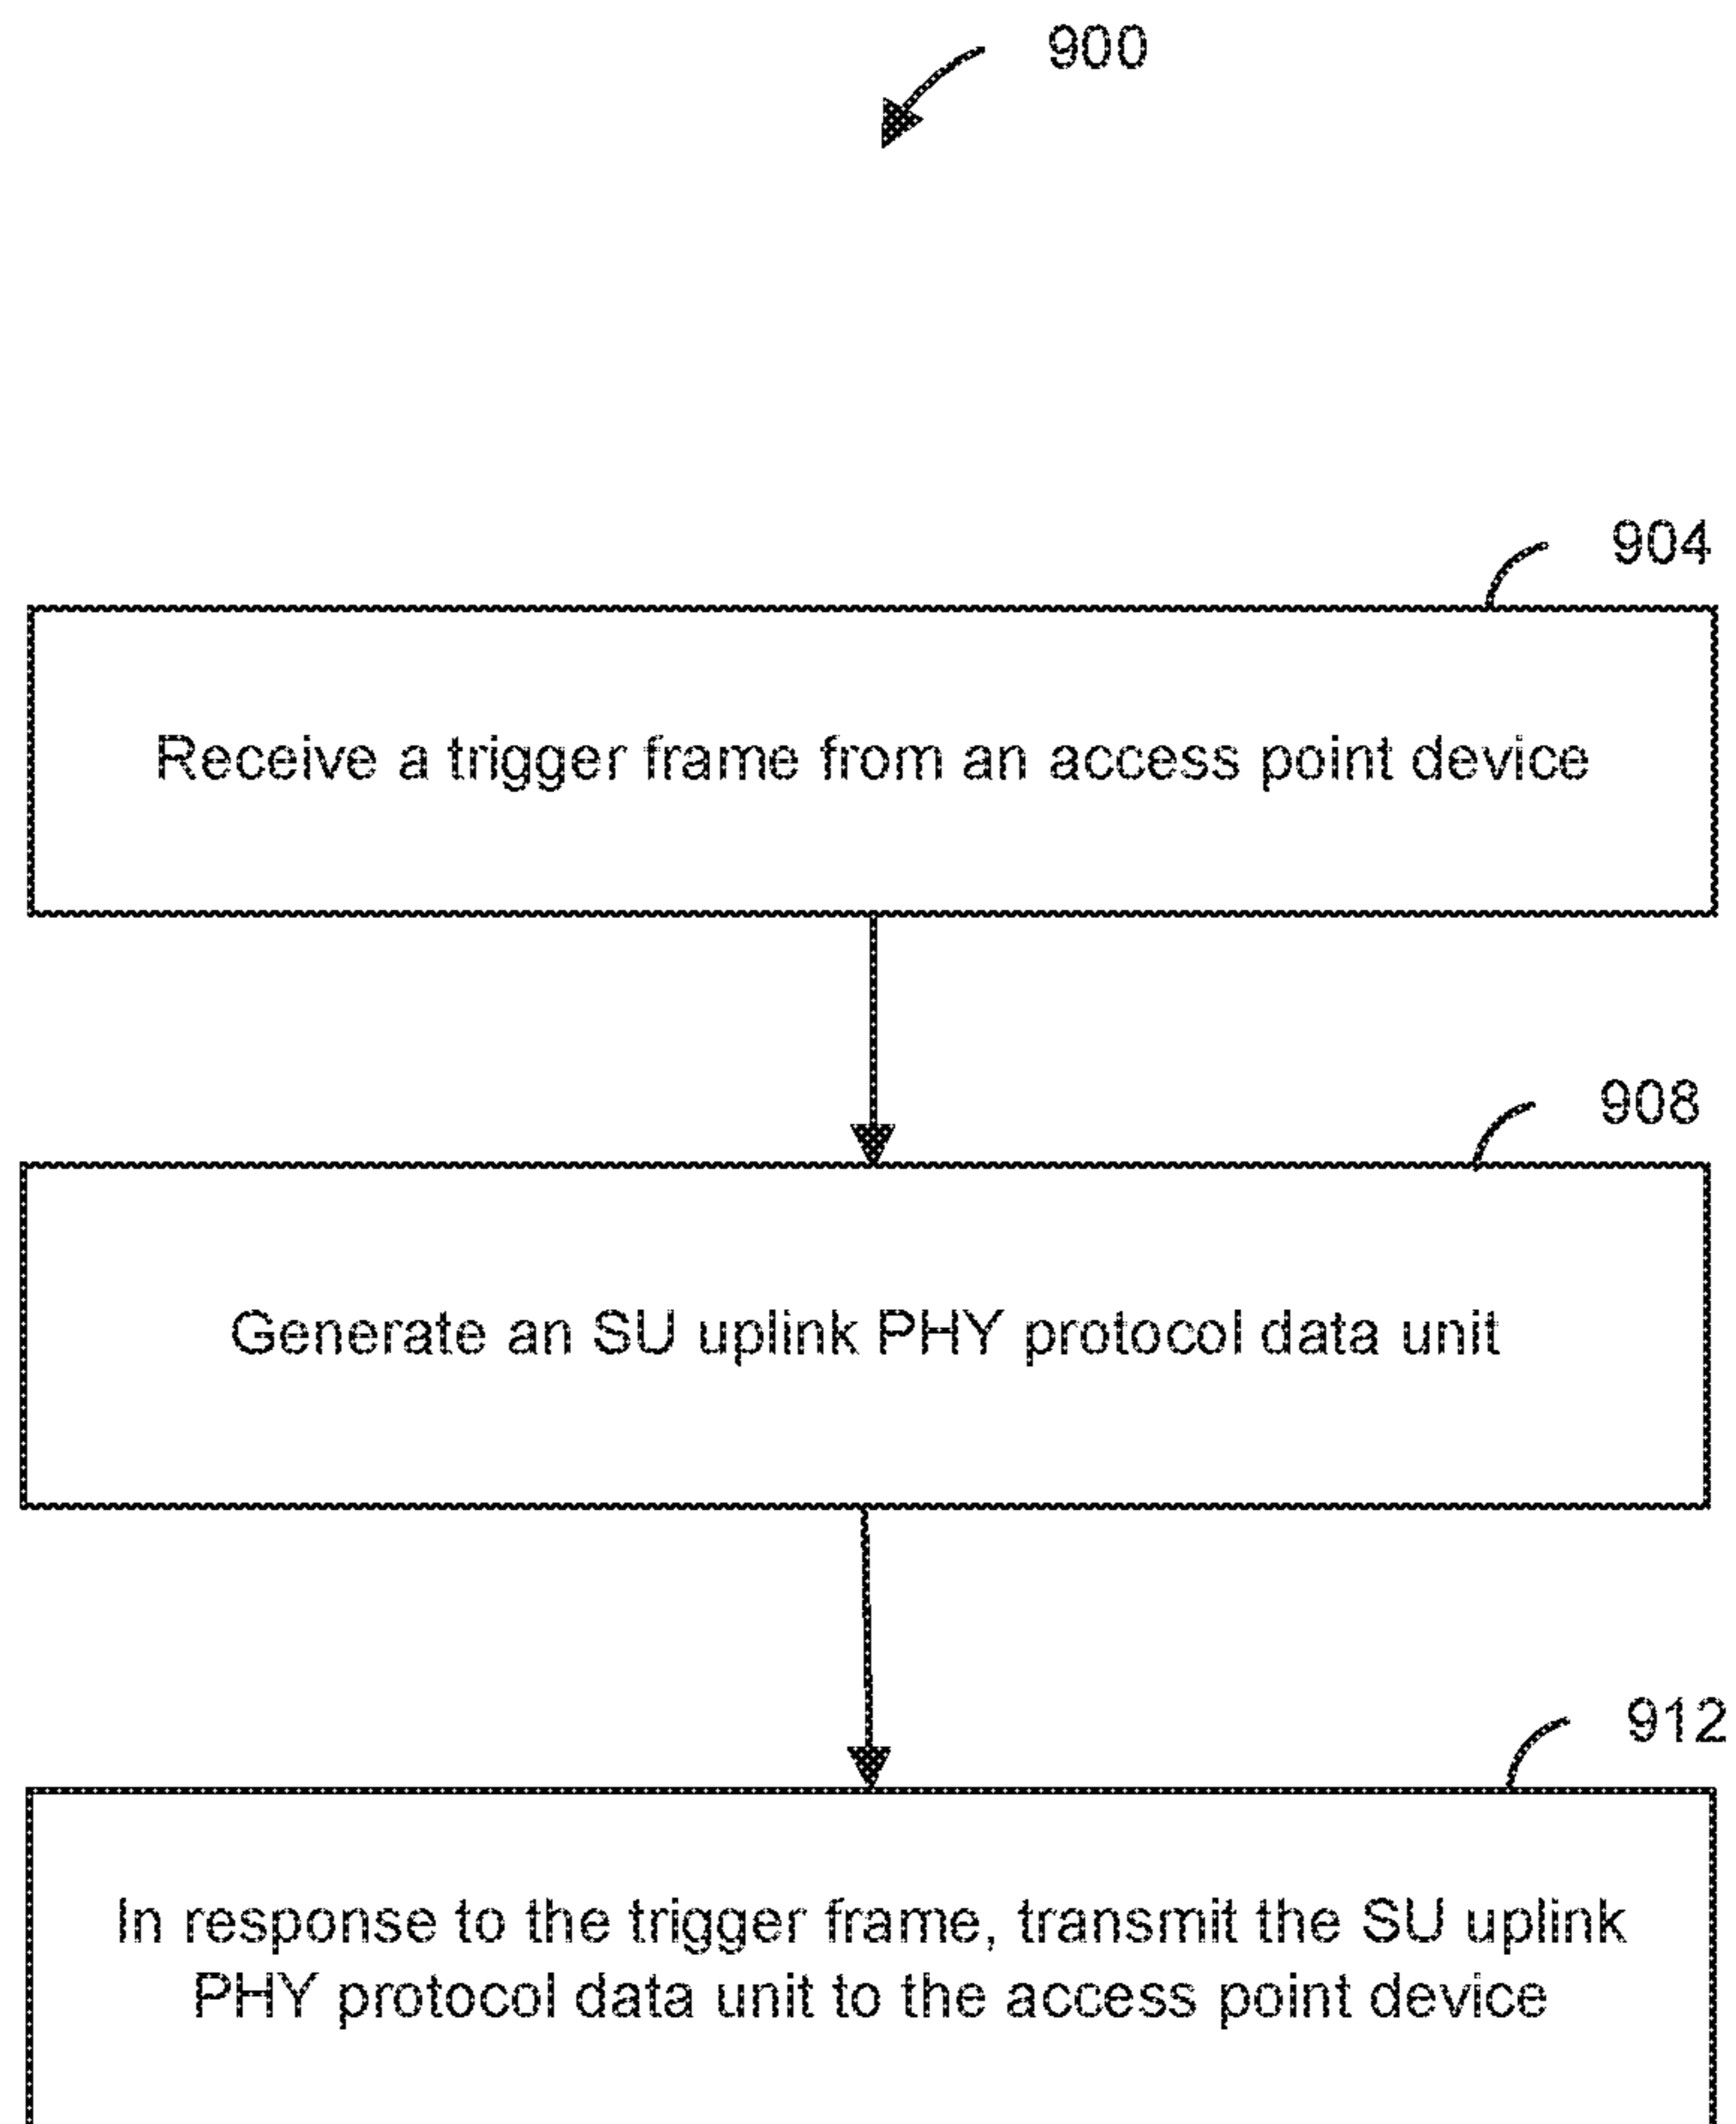 900
904
Receive a trigger frame from an access point device
908
Generate an SU uplink PHY protocol data unit
912
In response to the trigger frame, transmit the SU uplink
PHY protocol data unit to the access point device